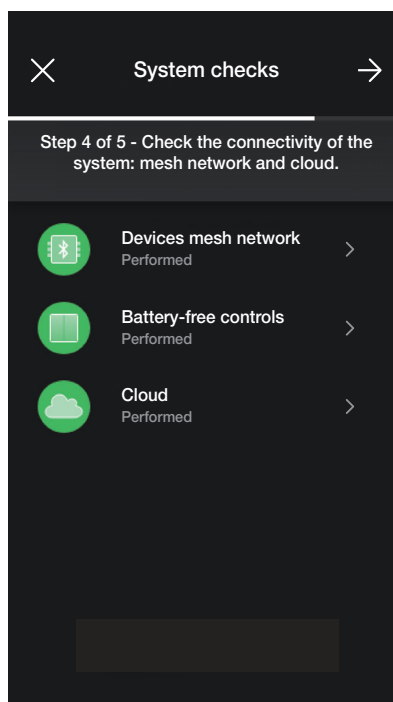 System checks
Step 4 of 5 - Check the connectivity of the
system: mesh network and cloud.
Devices mesh network
Performed
Battery-free controls
Performed
Cloud
Performed